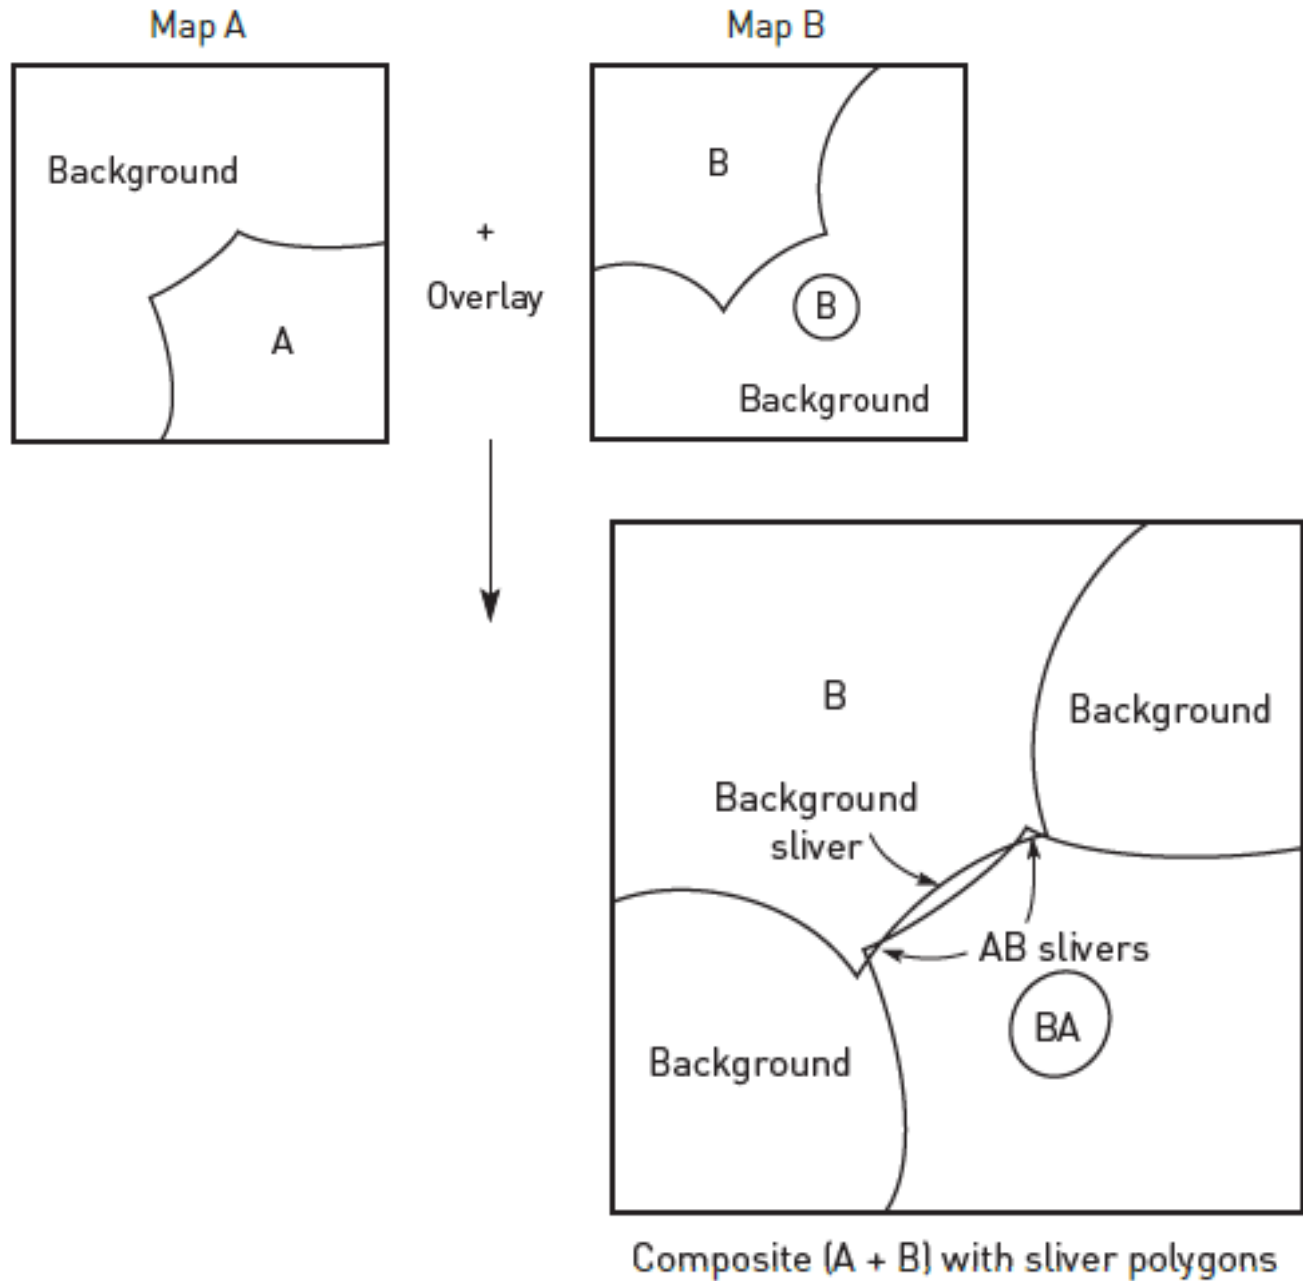 Map A
Map B
Background
A
+
Overlay
B
B
Background
B
Background
Background
sliver
AB slivers
BA
Background
Composite (A + B) with sliver polygons